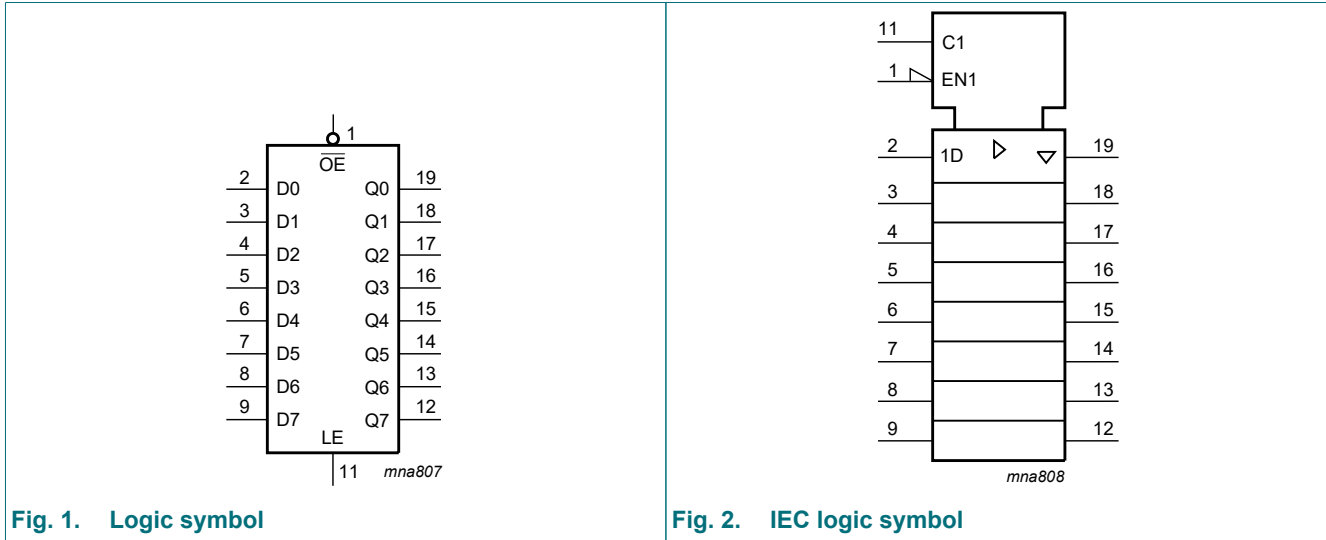 1
O̅E̅
2 D0 Q0 19
3 D1 Q1 18
4 D2 Q2 17
5 D3 Q3 16
6 D4 Q4 15
7 D5 Q5 14
8 D6 Q6 13
9 D7 Q7 12
LE
11 mna807
Fig. 1. Logic symbol
11 C1
1 EN1
2 1D 19
3 18
4 17
5 16
6 15
7 14
8 13
9 12
mna808
Fig. 2. IEC logic symbol